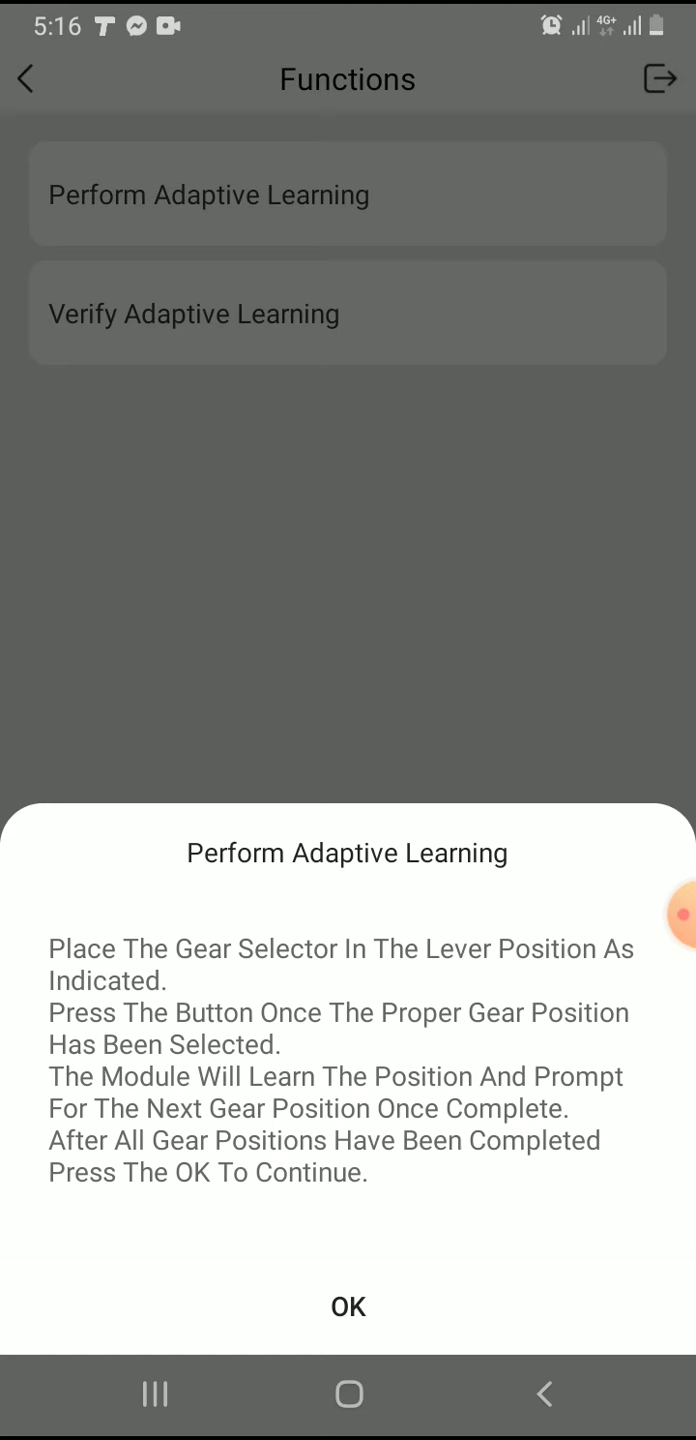 5:16
4G+
Functions
Perform Adaptive Learning
Verify Adaptive Learning
Perform Adaptive Learning
Place The Gear Selector In The Lever Position As
Indicated.
Press The Button Once The Proper Gear Position
Has Been Selected.
The Module Will Learn The Position And Prompt
For The Next Gear Position Once Complete.
After All Gear Positions Have Been Completed
Press The OK To Continue.
OK